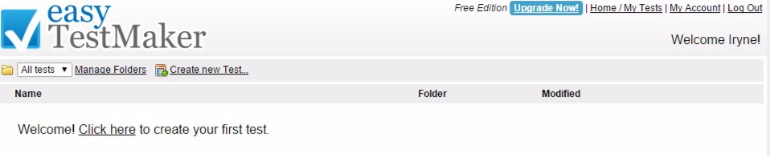 easy
TestMaker
Free Edition Upgrade Now! | Home / My Tests | My Account | Log Out
Welcome Iryne!
All tests ▼ Manage Folders Create new Test...
Name Folder Modified
Welcome! Click here to create your first test.